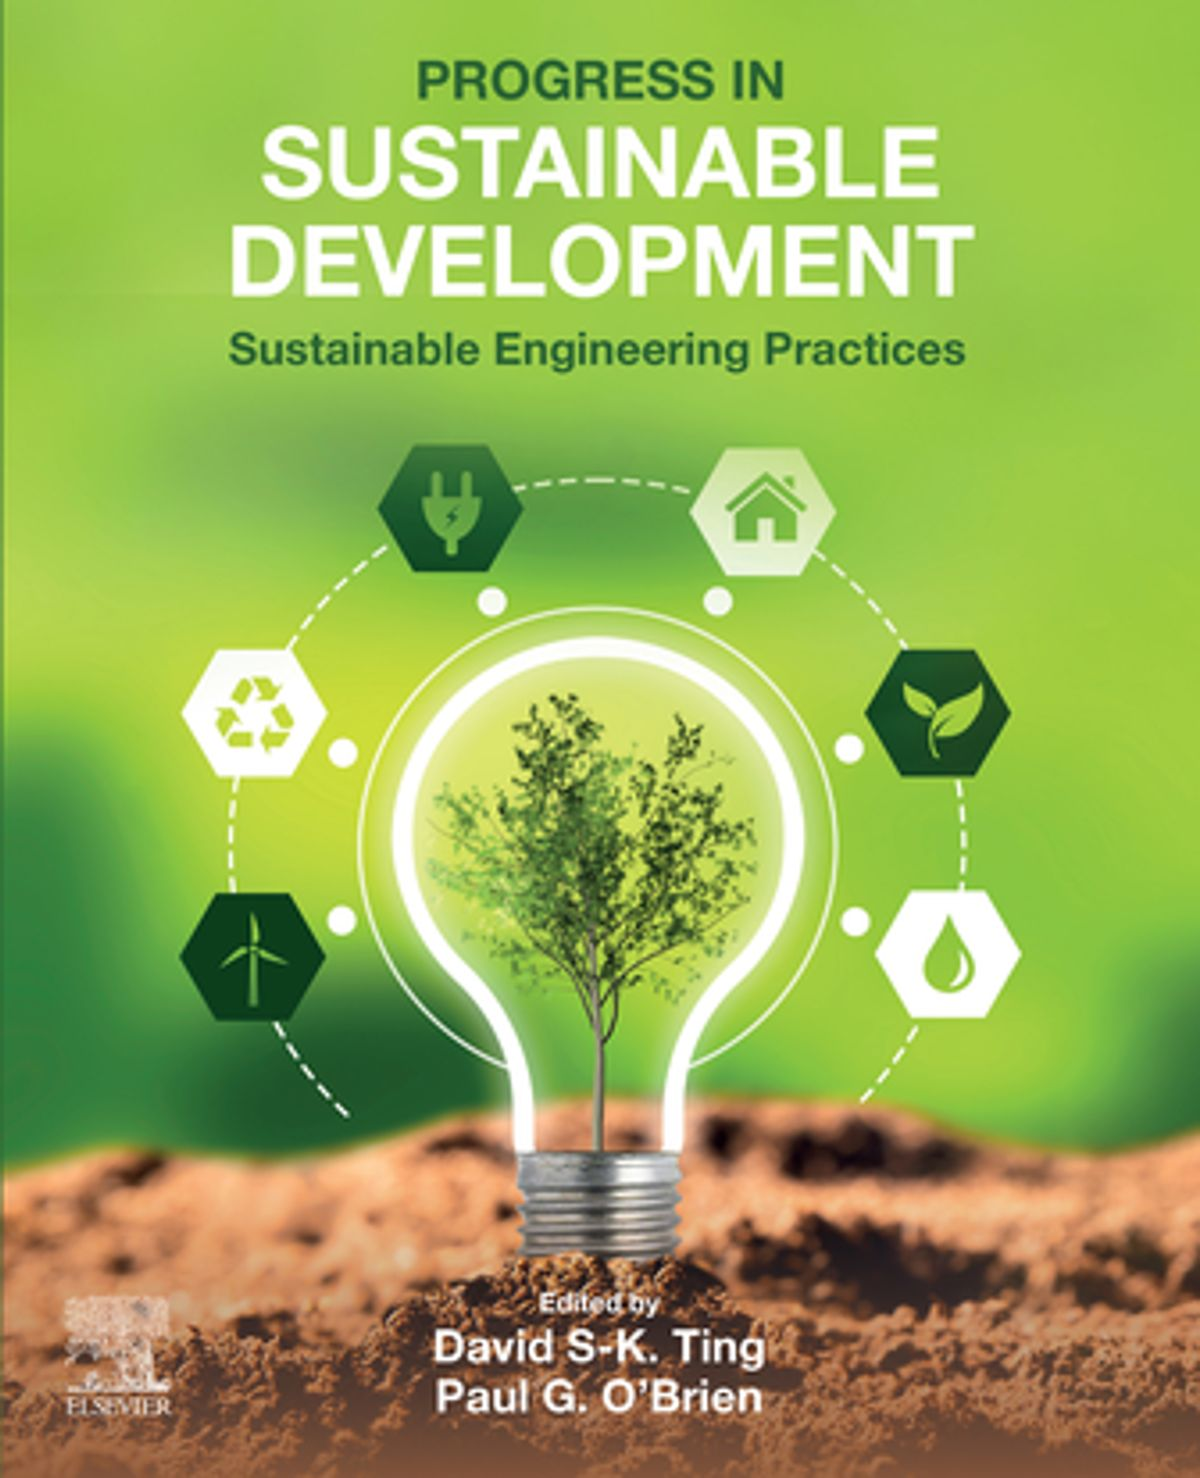 PROGRESS IN
SUSTAINABLE
DEVELOPMENT
Sustainable Engineering Practices
Edited by
David S-K. Ting
Paul G. O’Brien
ELSEVIER